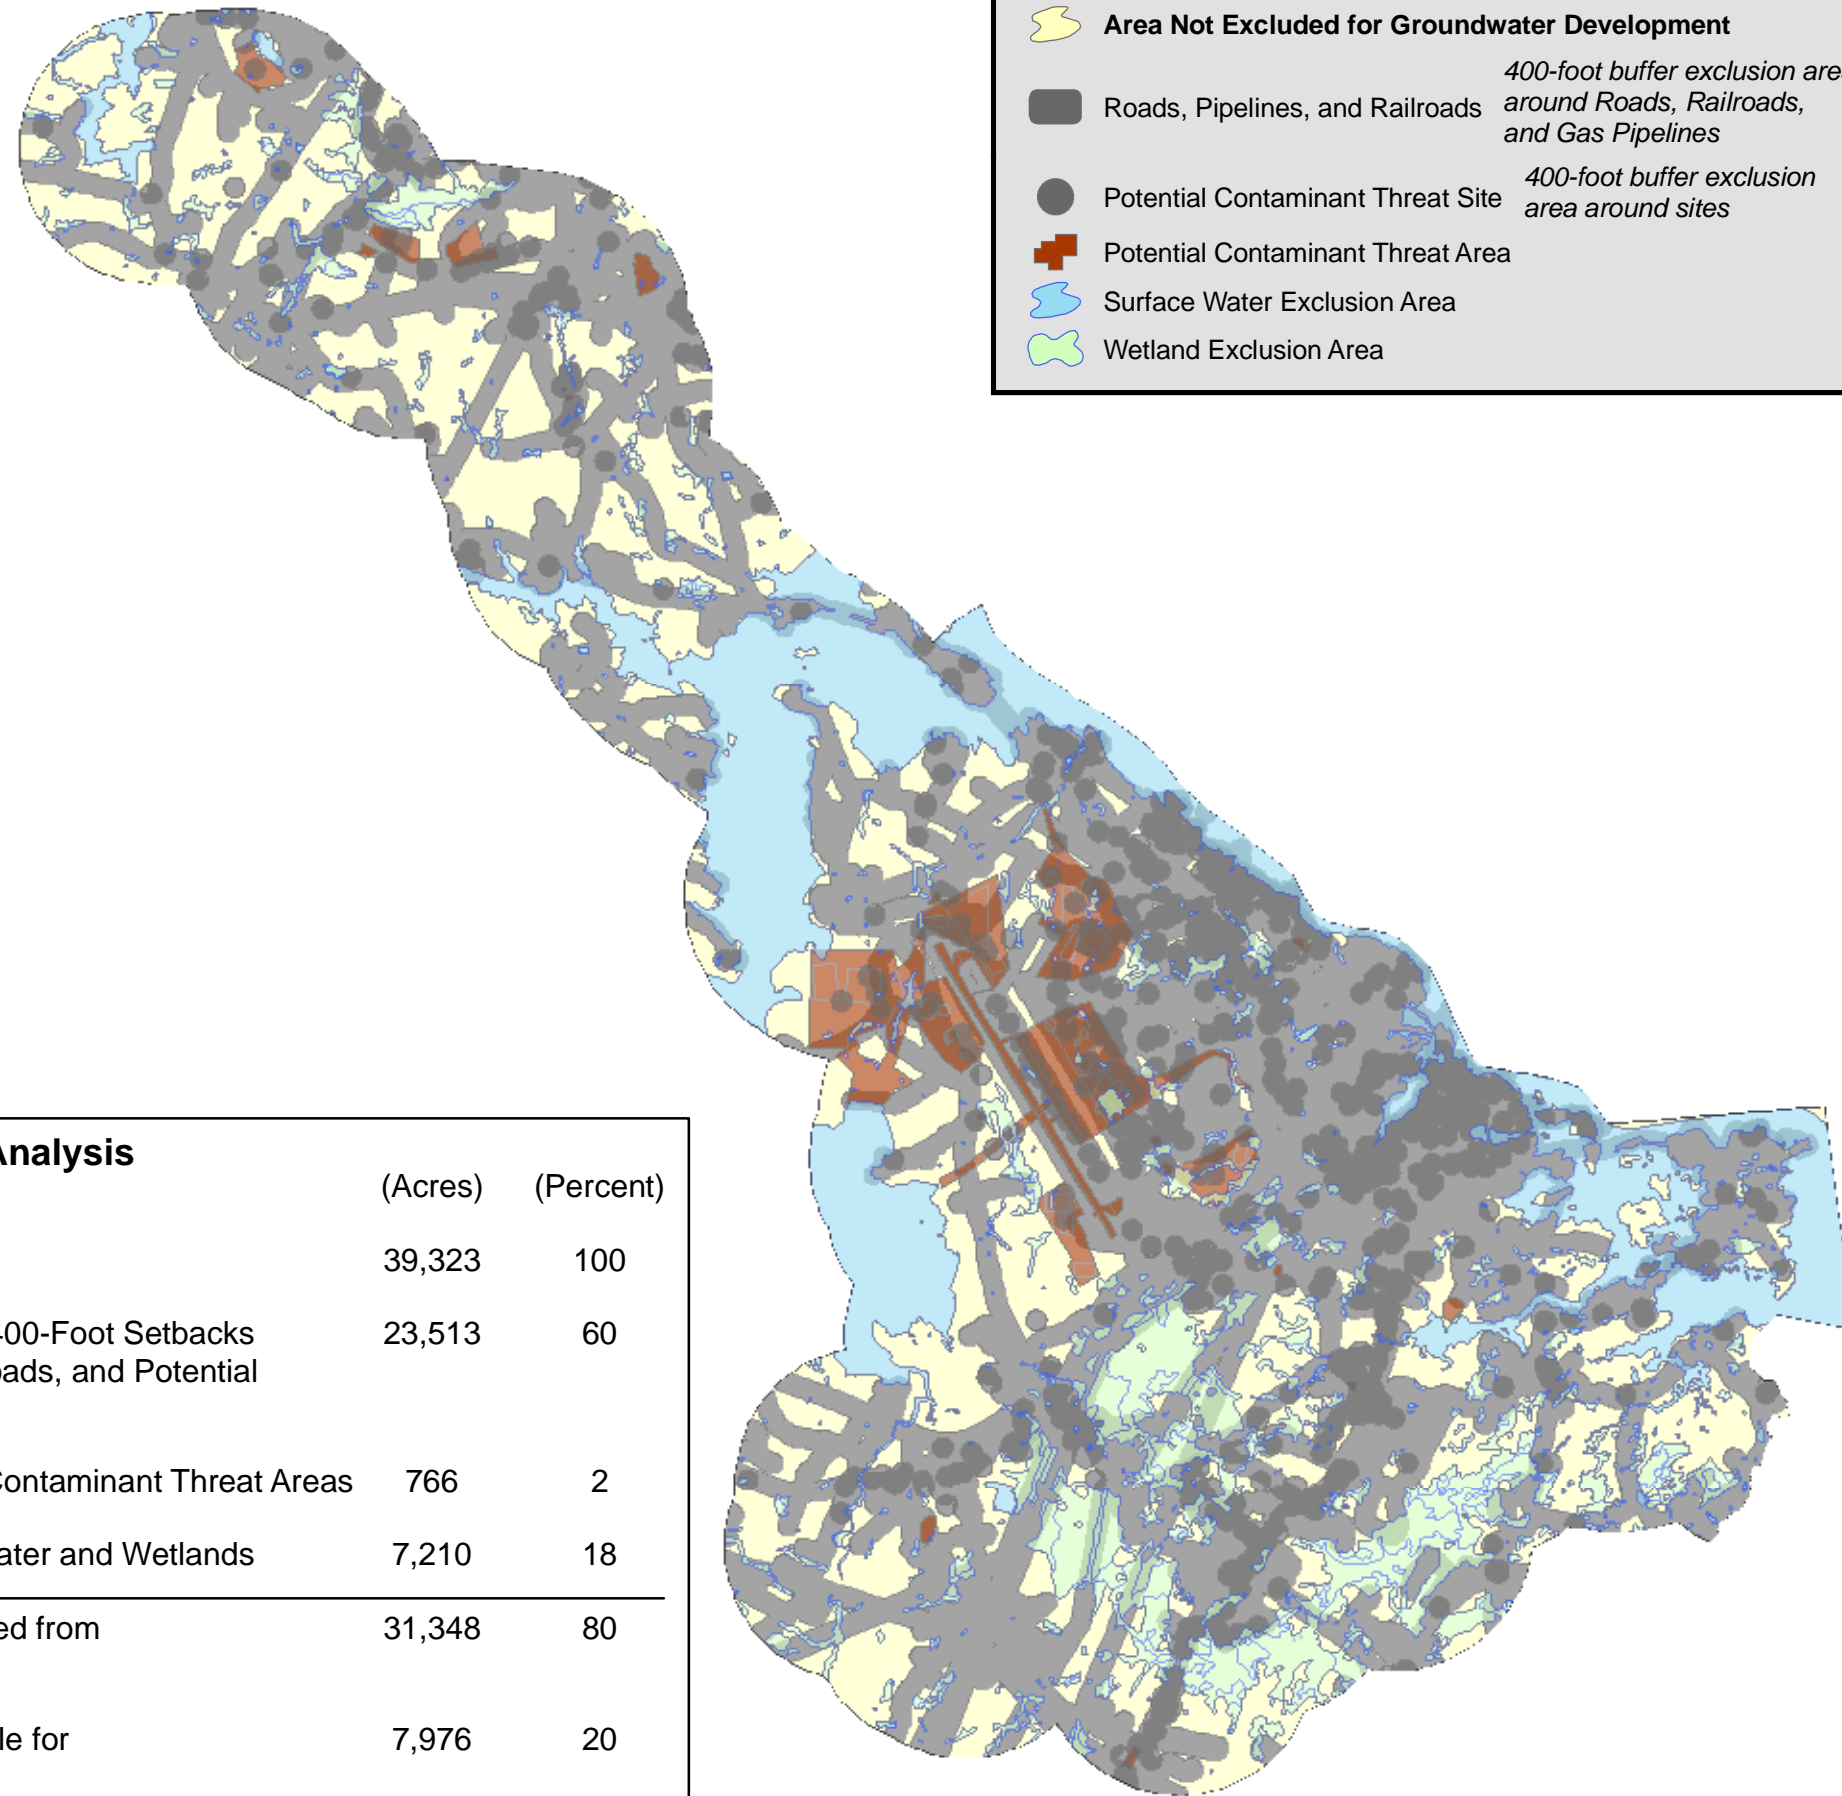 Area Not Excluded for Groundwater Development
Roads, Pipelines, and Railroads
400-foot buffer exclusion
around Roads, Railroads,
and Gas Pipelines
Potential Contaminant Threat Site
400-foot buffer exclusion
area around sites
Potential Contaminant Threat Area
Surface Water Exclusion Area
Wetland Exclusion Area
Analysis
(Acres) (Percent)
39,323 100
00-Foot Setbacks 23,513 60
oads, and Potential
Contaminant Threat Areas 766 2
ater and Wetlands 7,210 18
ed from 31,348 80
le for 7,976 20